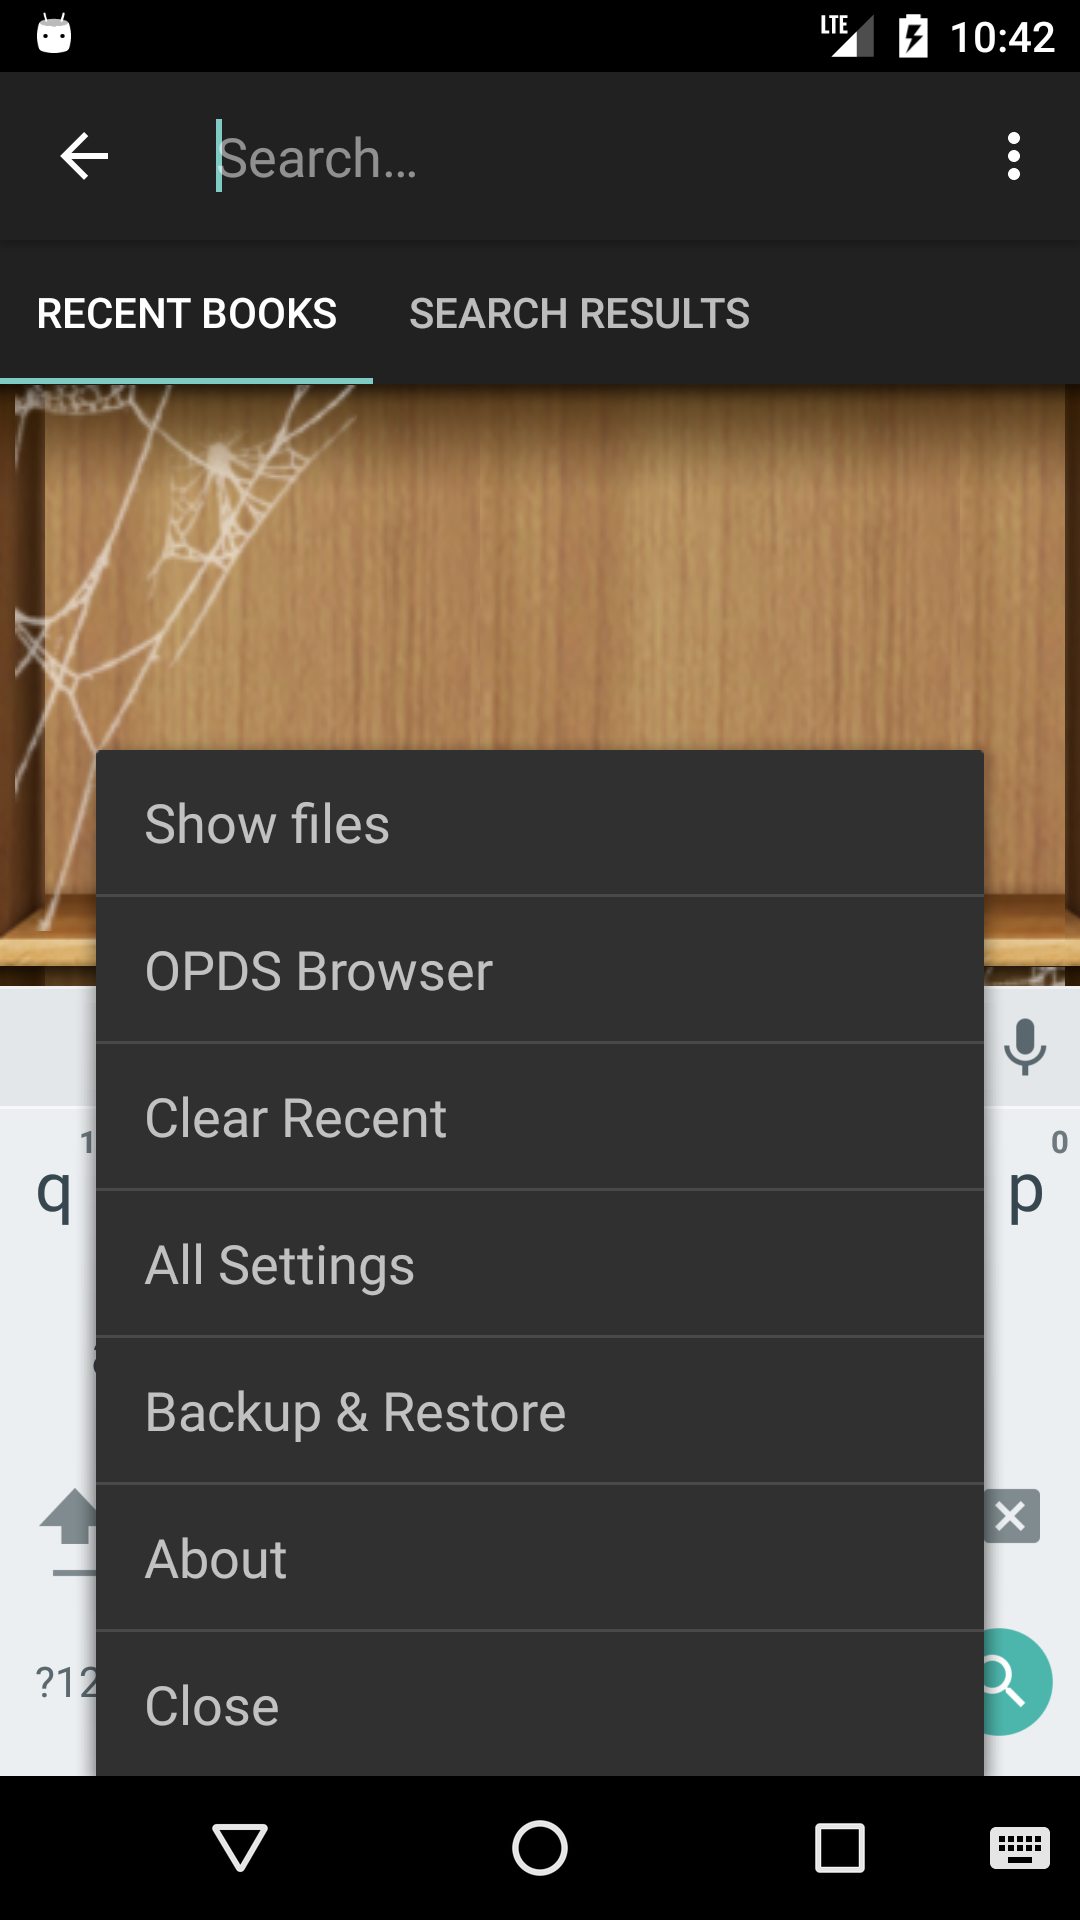 LTE 10:42
Search...
RECENT BOOKS SEARCH RESULTS
Show files
OPDS Browser
Clear Recent
All Settings
Backup & Restore
About
Close
1 0
q p
?12